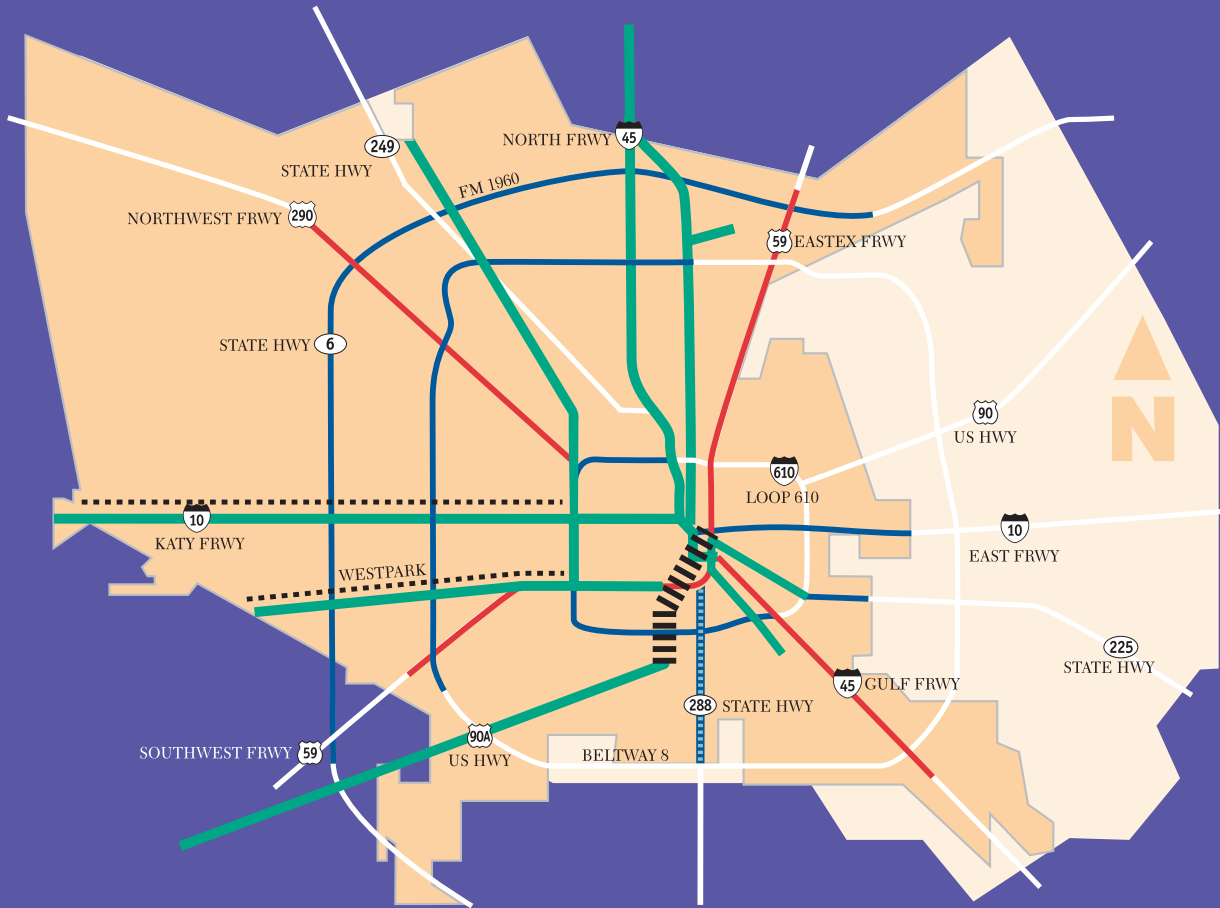 NORTH FRWY
45
249
STATE HWY
FM 1960
290
NORTHWEST FRWY
59
EASTEX FRWY
STATE HWY
6
90
US HWY
N
610
LOOP 610
10
KATY FRWY
10
EAST FRWY
WESTPARK
225
STATE HWY
45
GULF FRWY
288
STATE HWY
90A
US HWY
SOUTHWEST FRWY
59
BELTWAY 8